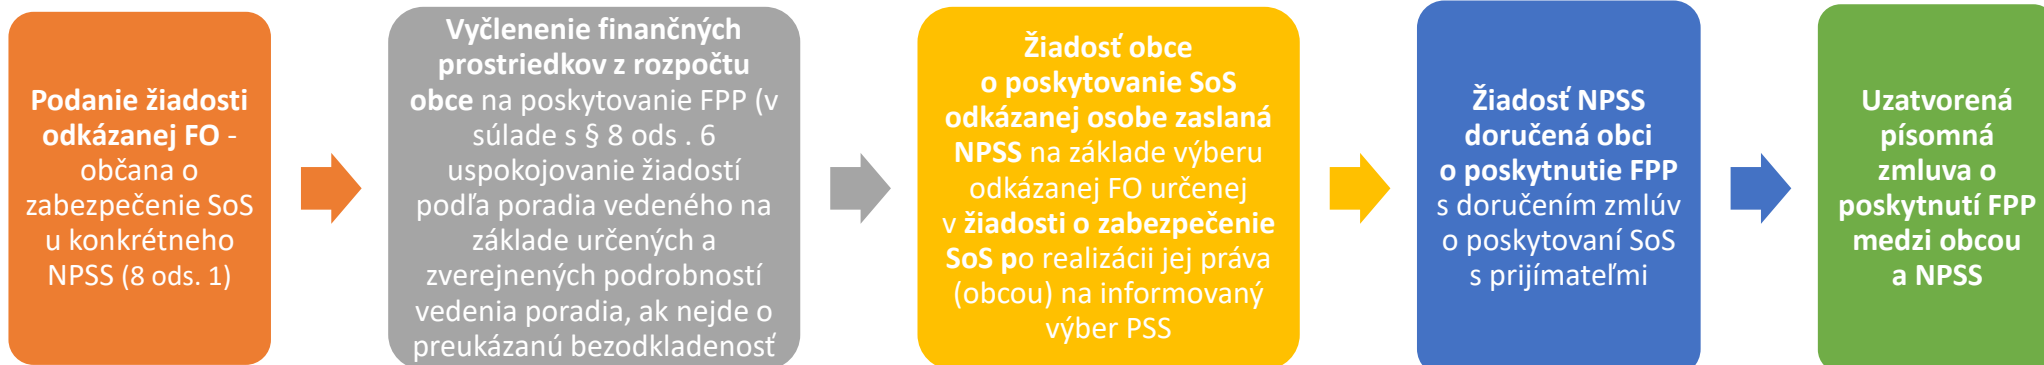 Podanie žiadosti
odkázanej FO -
občana o
zabezpečenie SoS
u konkrétneho
NPSS (8 ods. 1)
Vyčlenenie finančných
prostriedkov z rozpočtu
obce na poskytovanie FPP (v
súlade s § 8 ods . 6
uspokojovanie žiadostí
podľa poradia vedeného na
základe určených a
zverejnených podrobností
vedenia poradia, ak nejde o
preukázanú bezodkladenosť
Žiadosť obce
o poskytovanie SoS
odkázanej osobe zaslaná
NPSS na základe výberu
odkázanej FO určenej
v žiadosti o zabezpečenie
SoS po realizácii jej práva
(obcou) na informovaný
výber PSS
Žiadosť NPSS
doručená obci
o poskytnutie FPP
s doručením zmlúv
o poskytovaní SoS
s prijímateľmi
Uzatvorená
písomná
zmluva o
poskytnutí FPP
medzi obcou
a NPSS